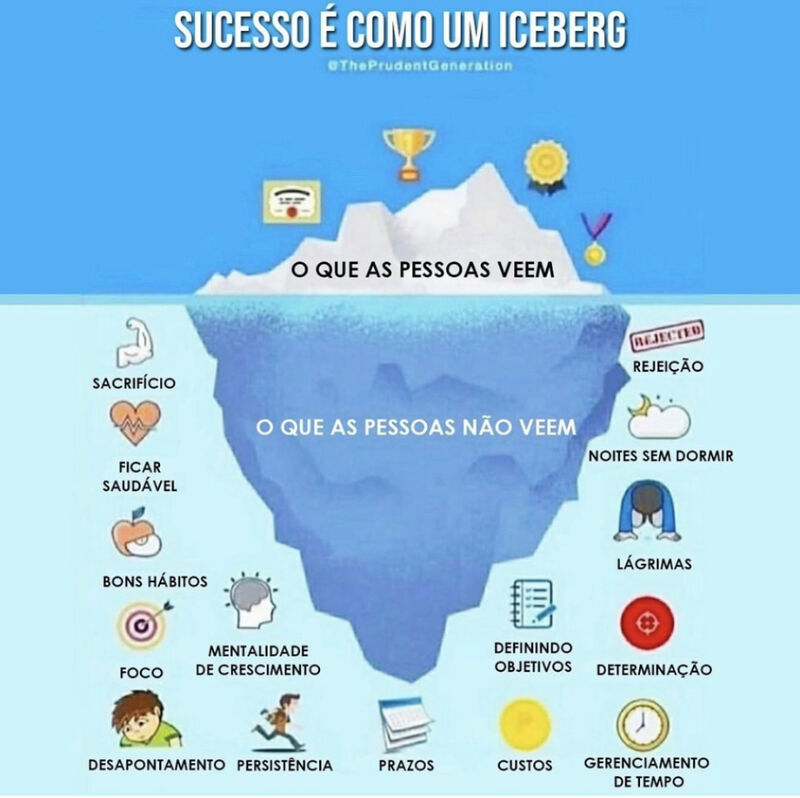 SUCESSO É COMO UM ICEBERG
@ThePrudentGeneration
O QUE AS PESSOAS VEEM
SACRIFÍCIO
REJECTED
REJEIÇÃO
O QUE AS PESSOAS NÃO VEEM
FICAR
SAUDÁVEL
NOITES SEM DORMIR
BONS HÁBITOS
LÁGRIMAS
FOCO
MENTALIDADE
DE CRESCIMENTO
DEFININDO
OBJETIVOS
DETERMINAÇÃO
DESAPONTAMENTO
PERSISTÊNCIA
PRAZOS
CUSTOS
GERENCIAMENTO
DE TEMPO